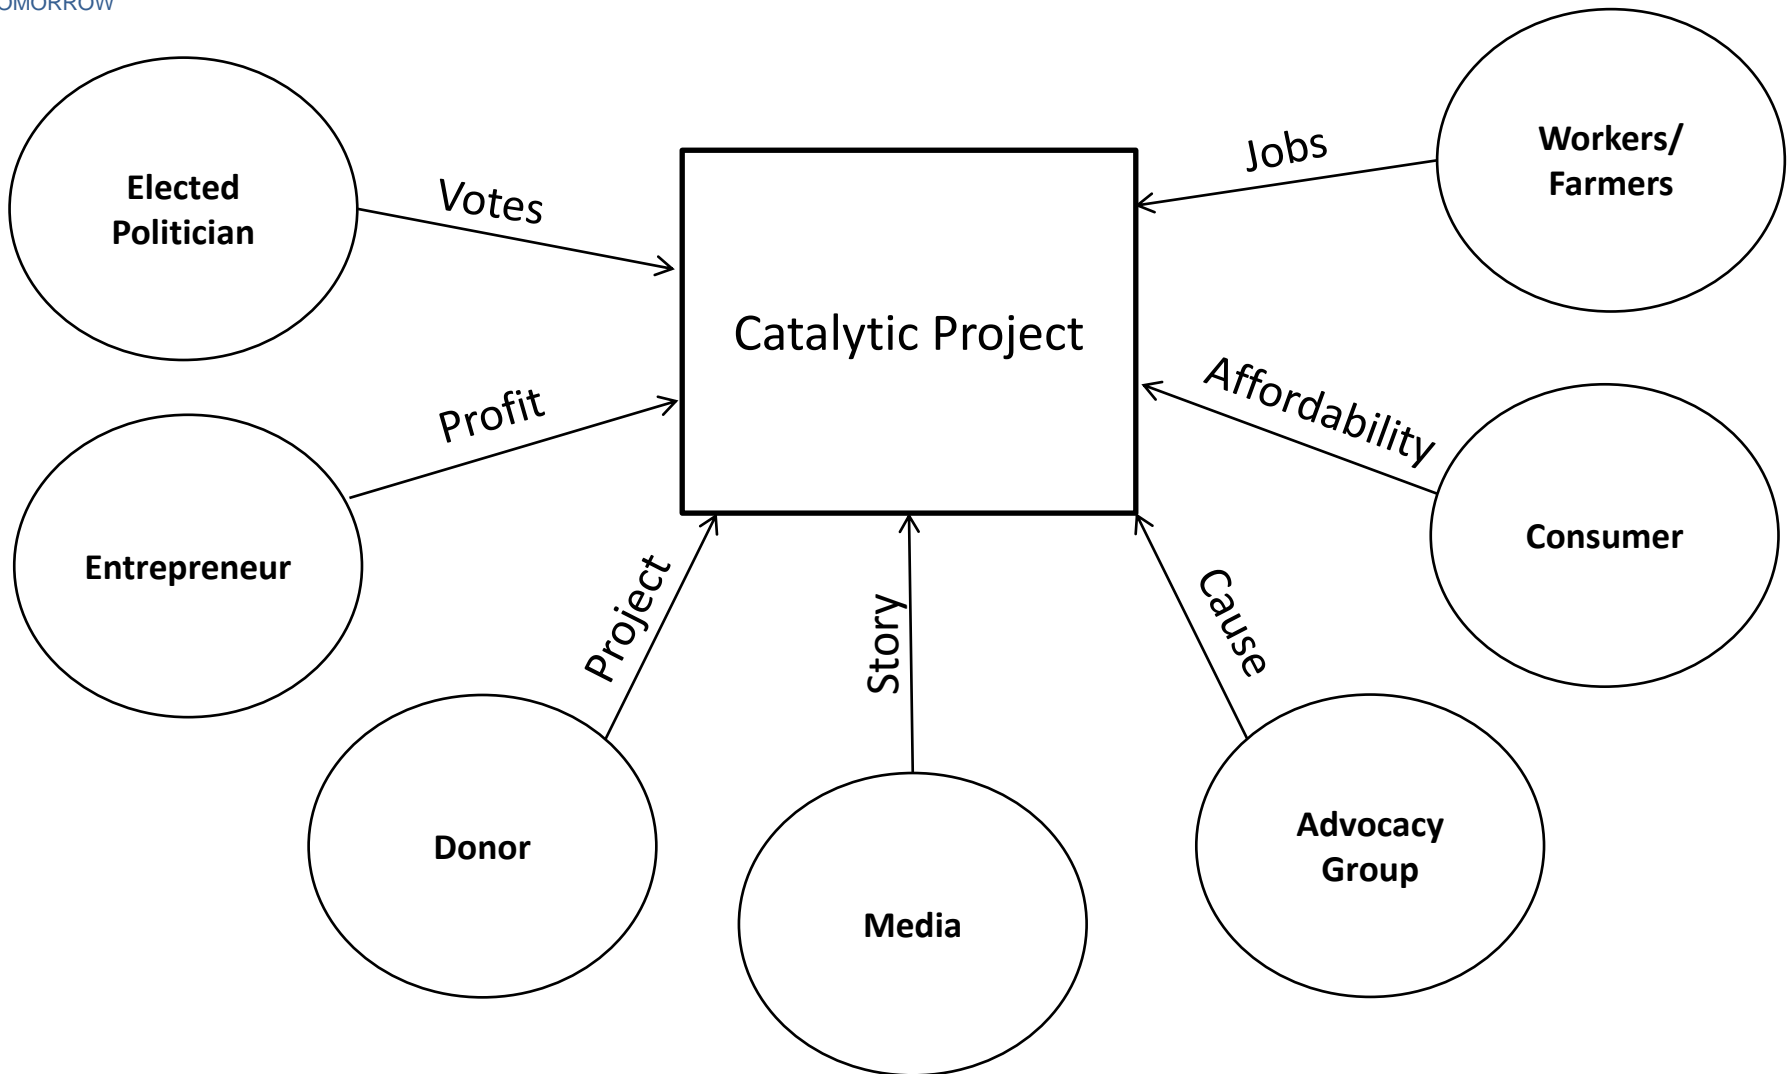 Elected
Politician
Votes
Jobs
Workers/
Farmers
Catalytic Project
Profit
Affordability
Entrepreneur
Consumer
Project
Story
Cause
Donor
Media
Advocacy
Group